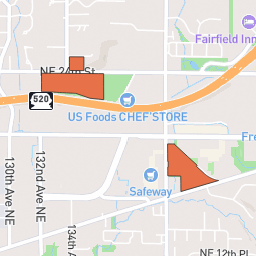 Fairfield Inn
NE 24th St
520
US Foods CHEF'STORE
Fre
130th Ave NE
132nd Ave NE
134th A
Safeway
NE 12th Pl